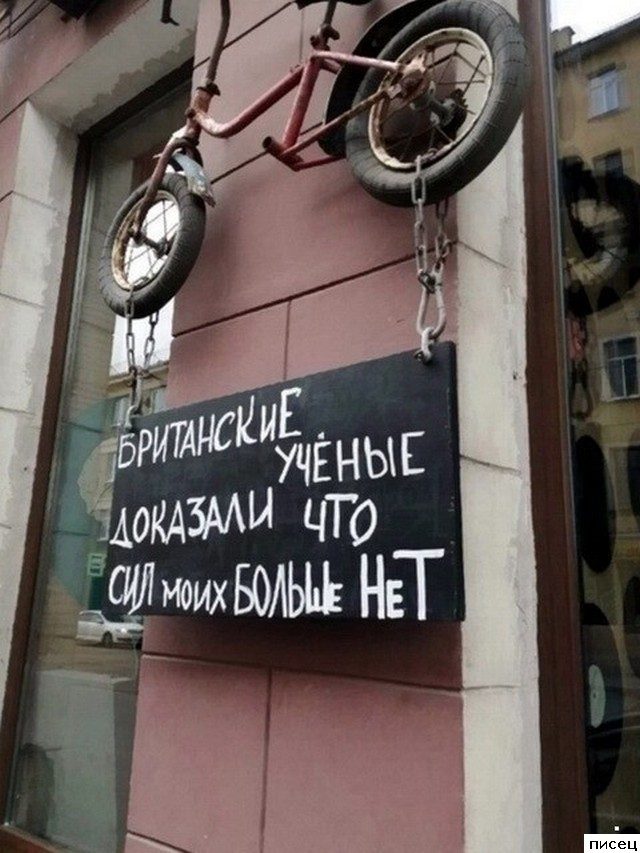 БРИТАНСКИЕ
УЧЁНЫЕ
ДОКАЗАЛИ ЧТО
СИЛ МОИХ БОЛЬШЕ НЕТ
писец